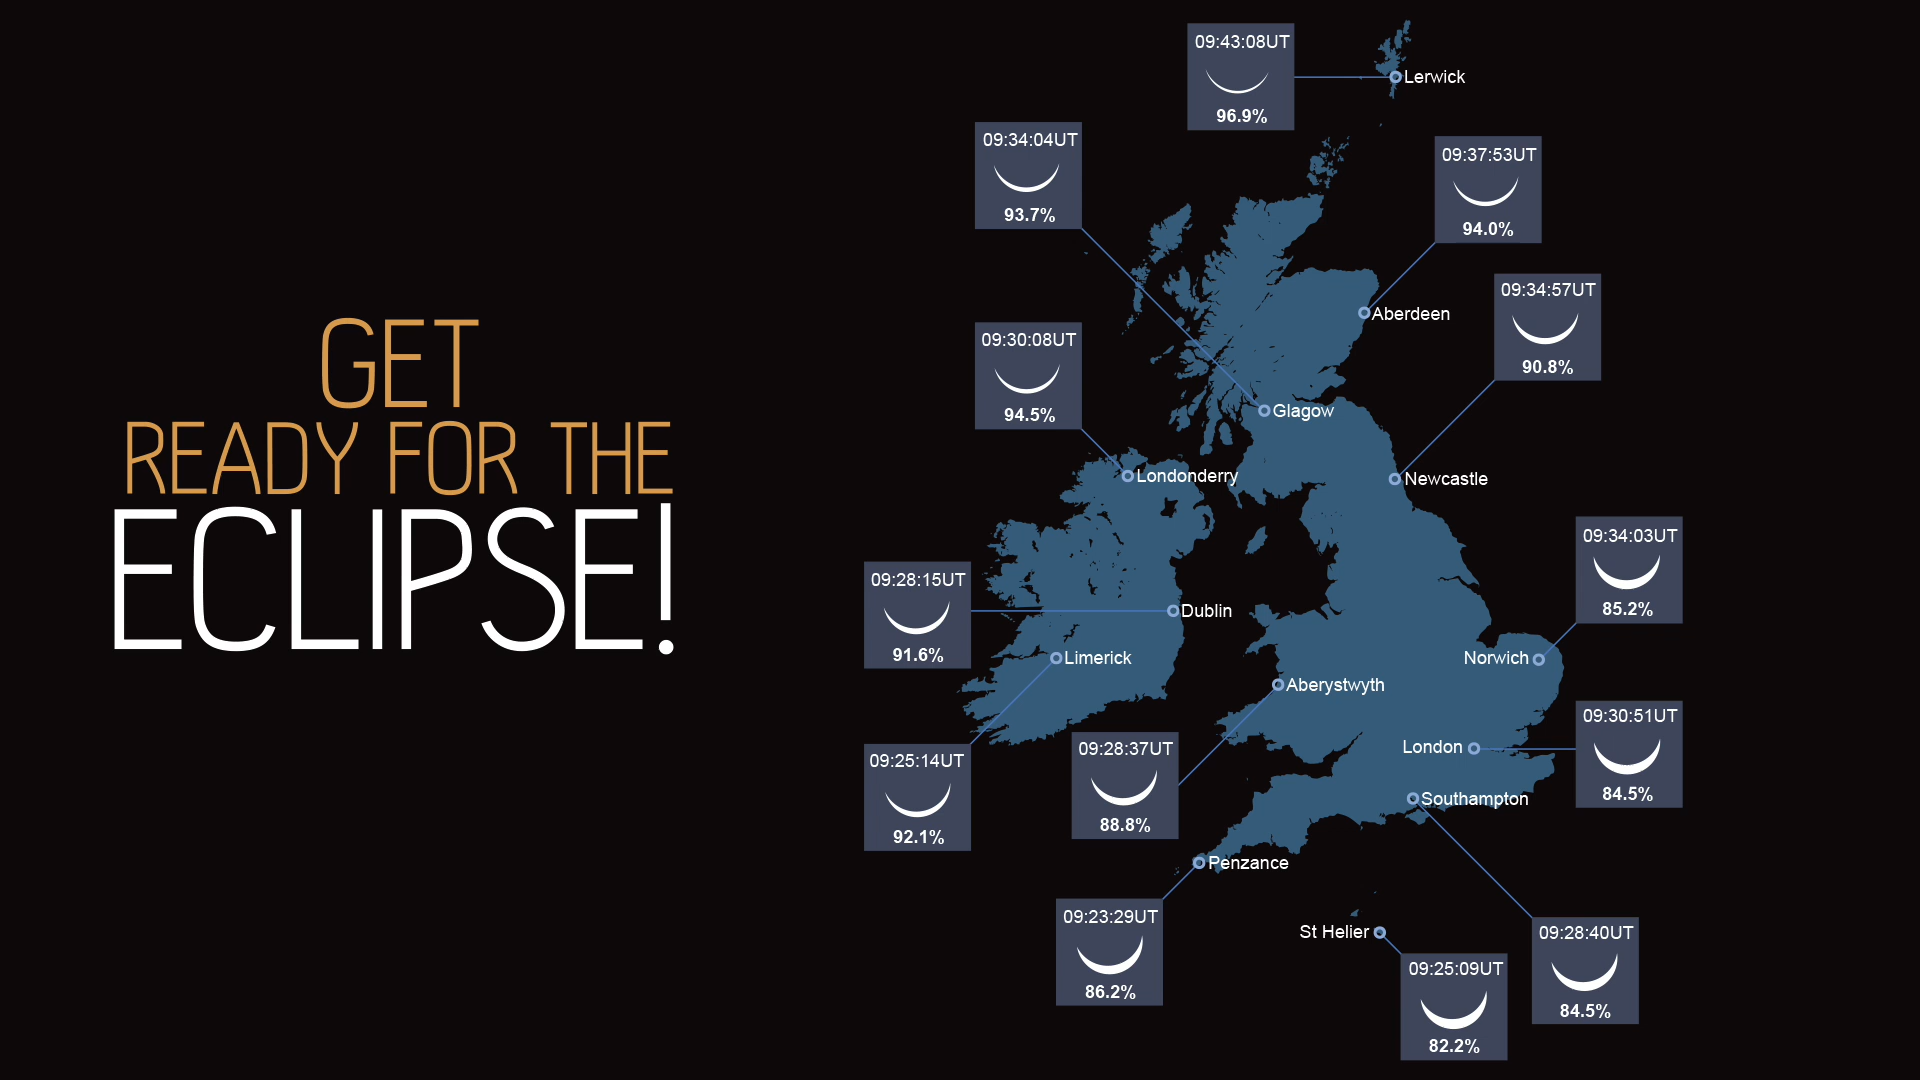 GET
READY FOR THE
ECLIPSE!
09:43:08UT
96.9%
Lerwick
09:34:04UT
93.7%
Glagow
09:37:53UT
94.0%
Aberdeen
09:34:57UT
90.8%
Newcastle
09:30:08UT
94.5%
Londonderry
09:34:03UT
85.2%
Norwich
09:28:15UT
91.6%
Dublin
Limerick
09:25:14UT
92.1%
Aberystwyth
09:28:37UT
88.8%
London
09:30:51UT
84.5%
Southampton
09:28:40UT
84.5%
Penzance
09:23:29UT
86.2%
St Helier
09:25:09UT
82.2%